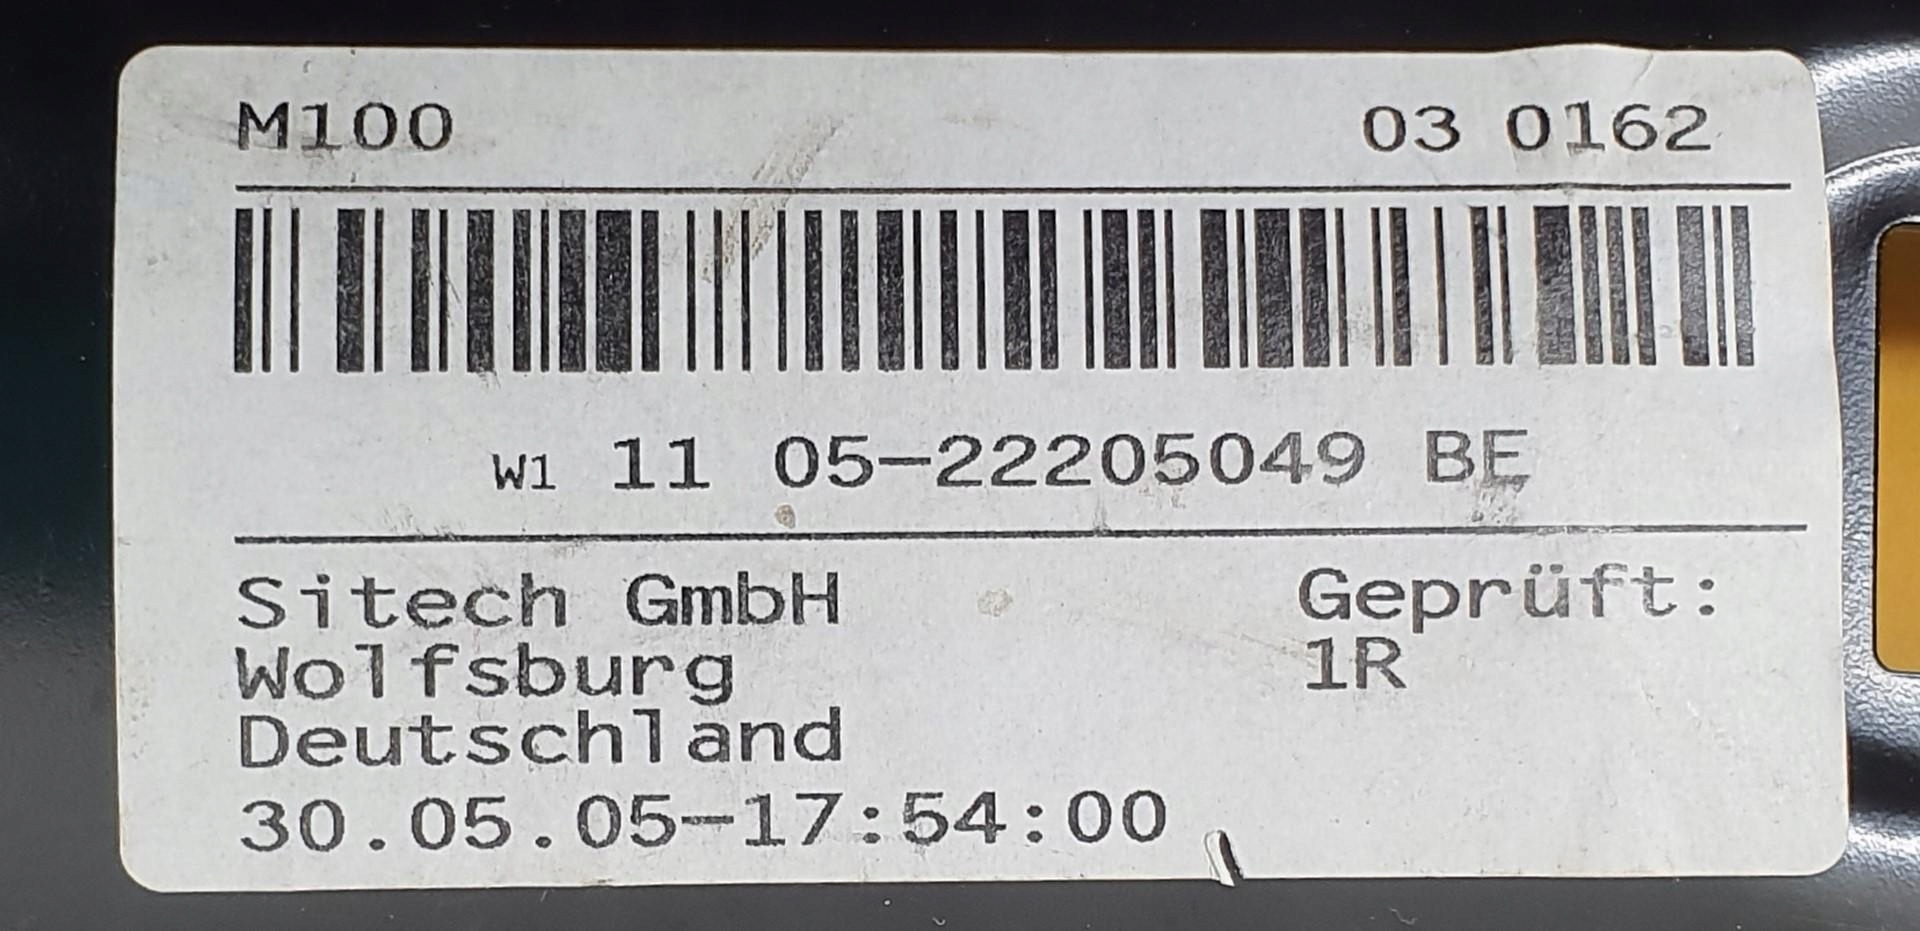 M100 03 0162
W1 11 05-22205049 BE
Sitech GmbH Geprüft:
Wolfsburg 1R
Deutschland
30.05.05-17:54:00